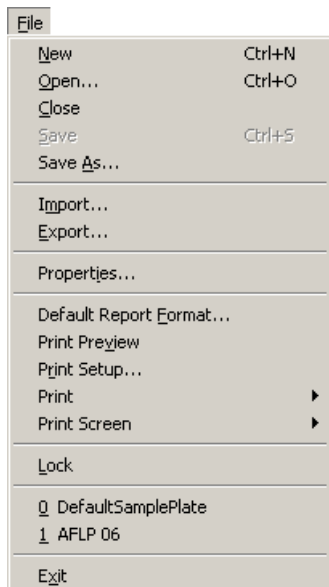 File
New Ctrl+N
Open... Ctrl+O
Close
Save Ctrl+S
Save As...
Import...
Export...
Properties...
Default Report Format...
Print Preview
Print Setup...
Print
Print Screen
Lock
0 DefaultSamplePlate
1 AFLP 06
Exit